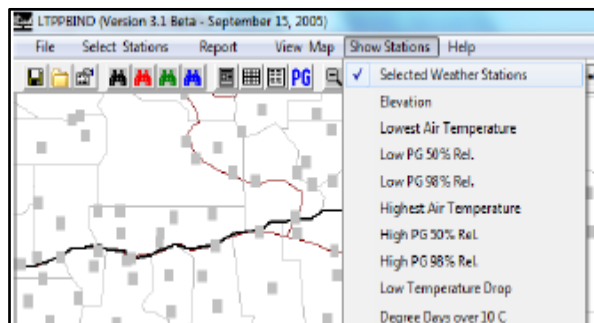 LTPPBIND (Version 3.1 Beta - September 15, 2005)
File Select Stations Report View Map Show Stations Help
PG
Selected Weather Stations
Elevation
Lowest Air Temperature
Low PG 50% Rel.
Low PG 98% Rel.
Highest Air Temperature
High PG 50% Rel.
High PG 98% Rel.
Low Temperature Drop
Degree Days over 10 C